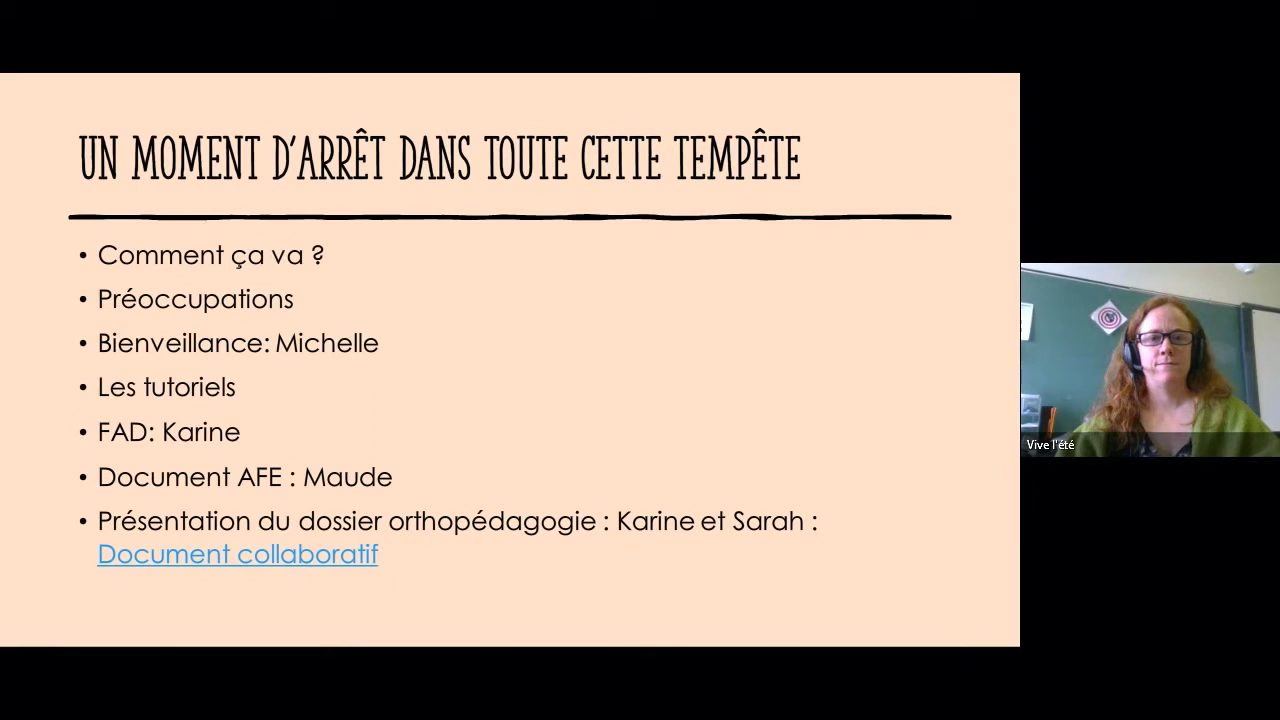 UN MOMENT D'ARRÊT DANS TOUTE CETTE TEMPÊTE
• Comment ça va ?
• Préoccupations
• Bienveillance: Michelle
• Les tutoriels
• FAD: Karine
• Document AFE : Maude
• Présentation du dossier orthopédagogie : Karine et Sarah :
Document collaboratif
Vive l'été